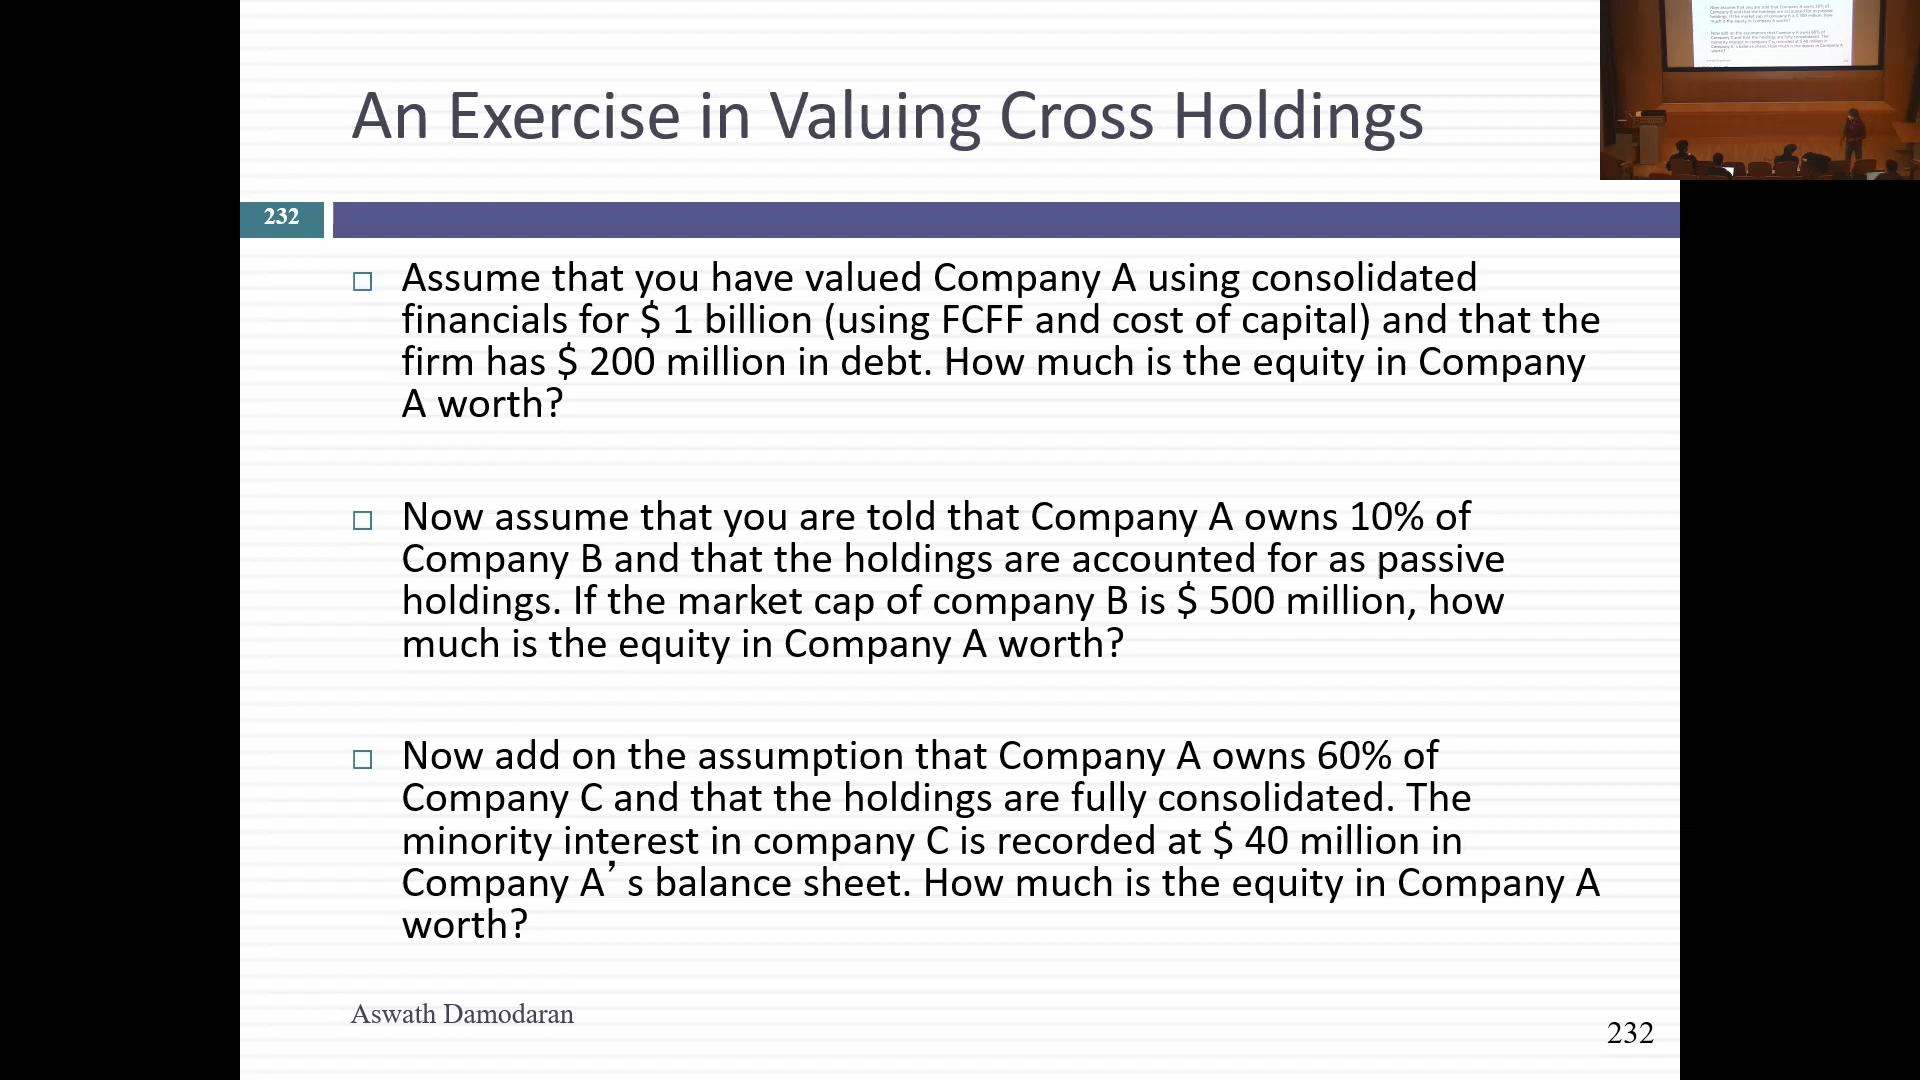 An Exercise in Valuing Cross Holdings
232
Assume that you have valued Company A using consolidated
financials for $ 1 billion (using FCFF and cost of capital) and that the
firm has $ 200 million in debt. How much is the equity in Company
A worth?
Now assume that you are told that Company A owns 10% of
Company B and that the holdings are accounted for as passive
holdings. If the market cap of company B is $ 500 million, how
much is the equity in Company A worth?
Now add on the assumption that Company A owns 60% of
Company C and that the holdings are fully consolidated. The
minority interest in company C is recorded at $ 40 million in
Company A’ s balance sheet. How much is the equity in Company A
worth?
Aswath Damodaran
232